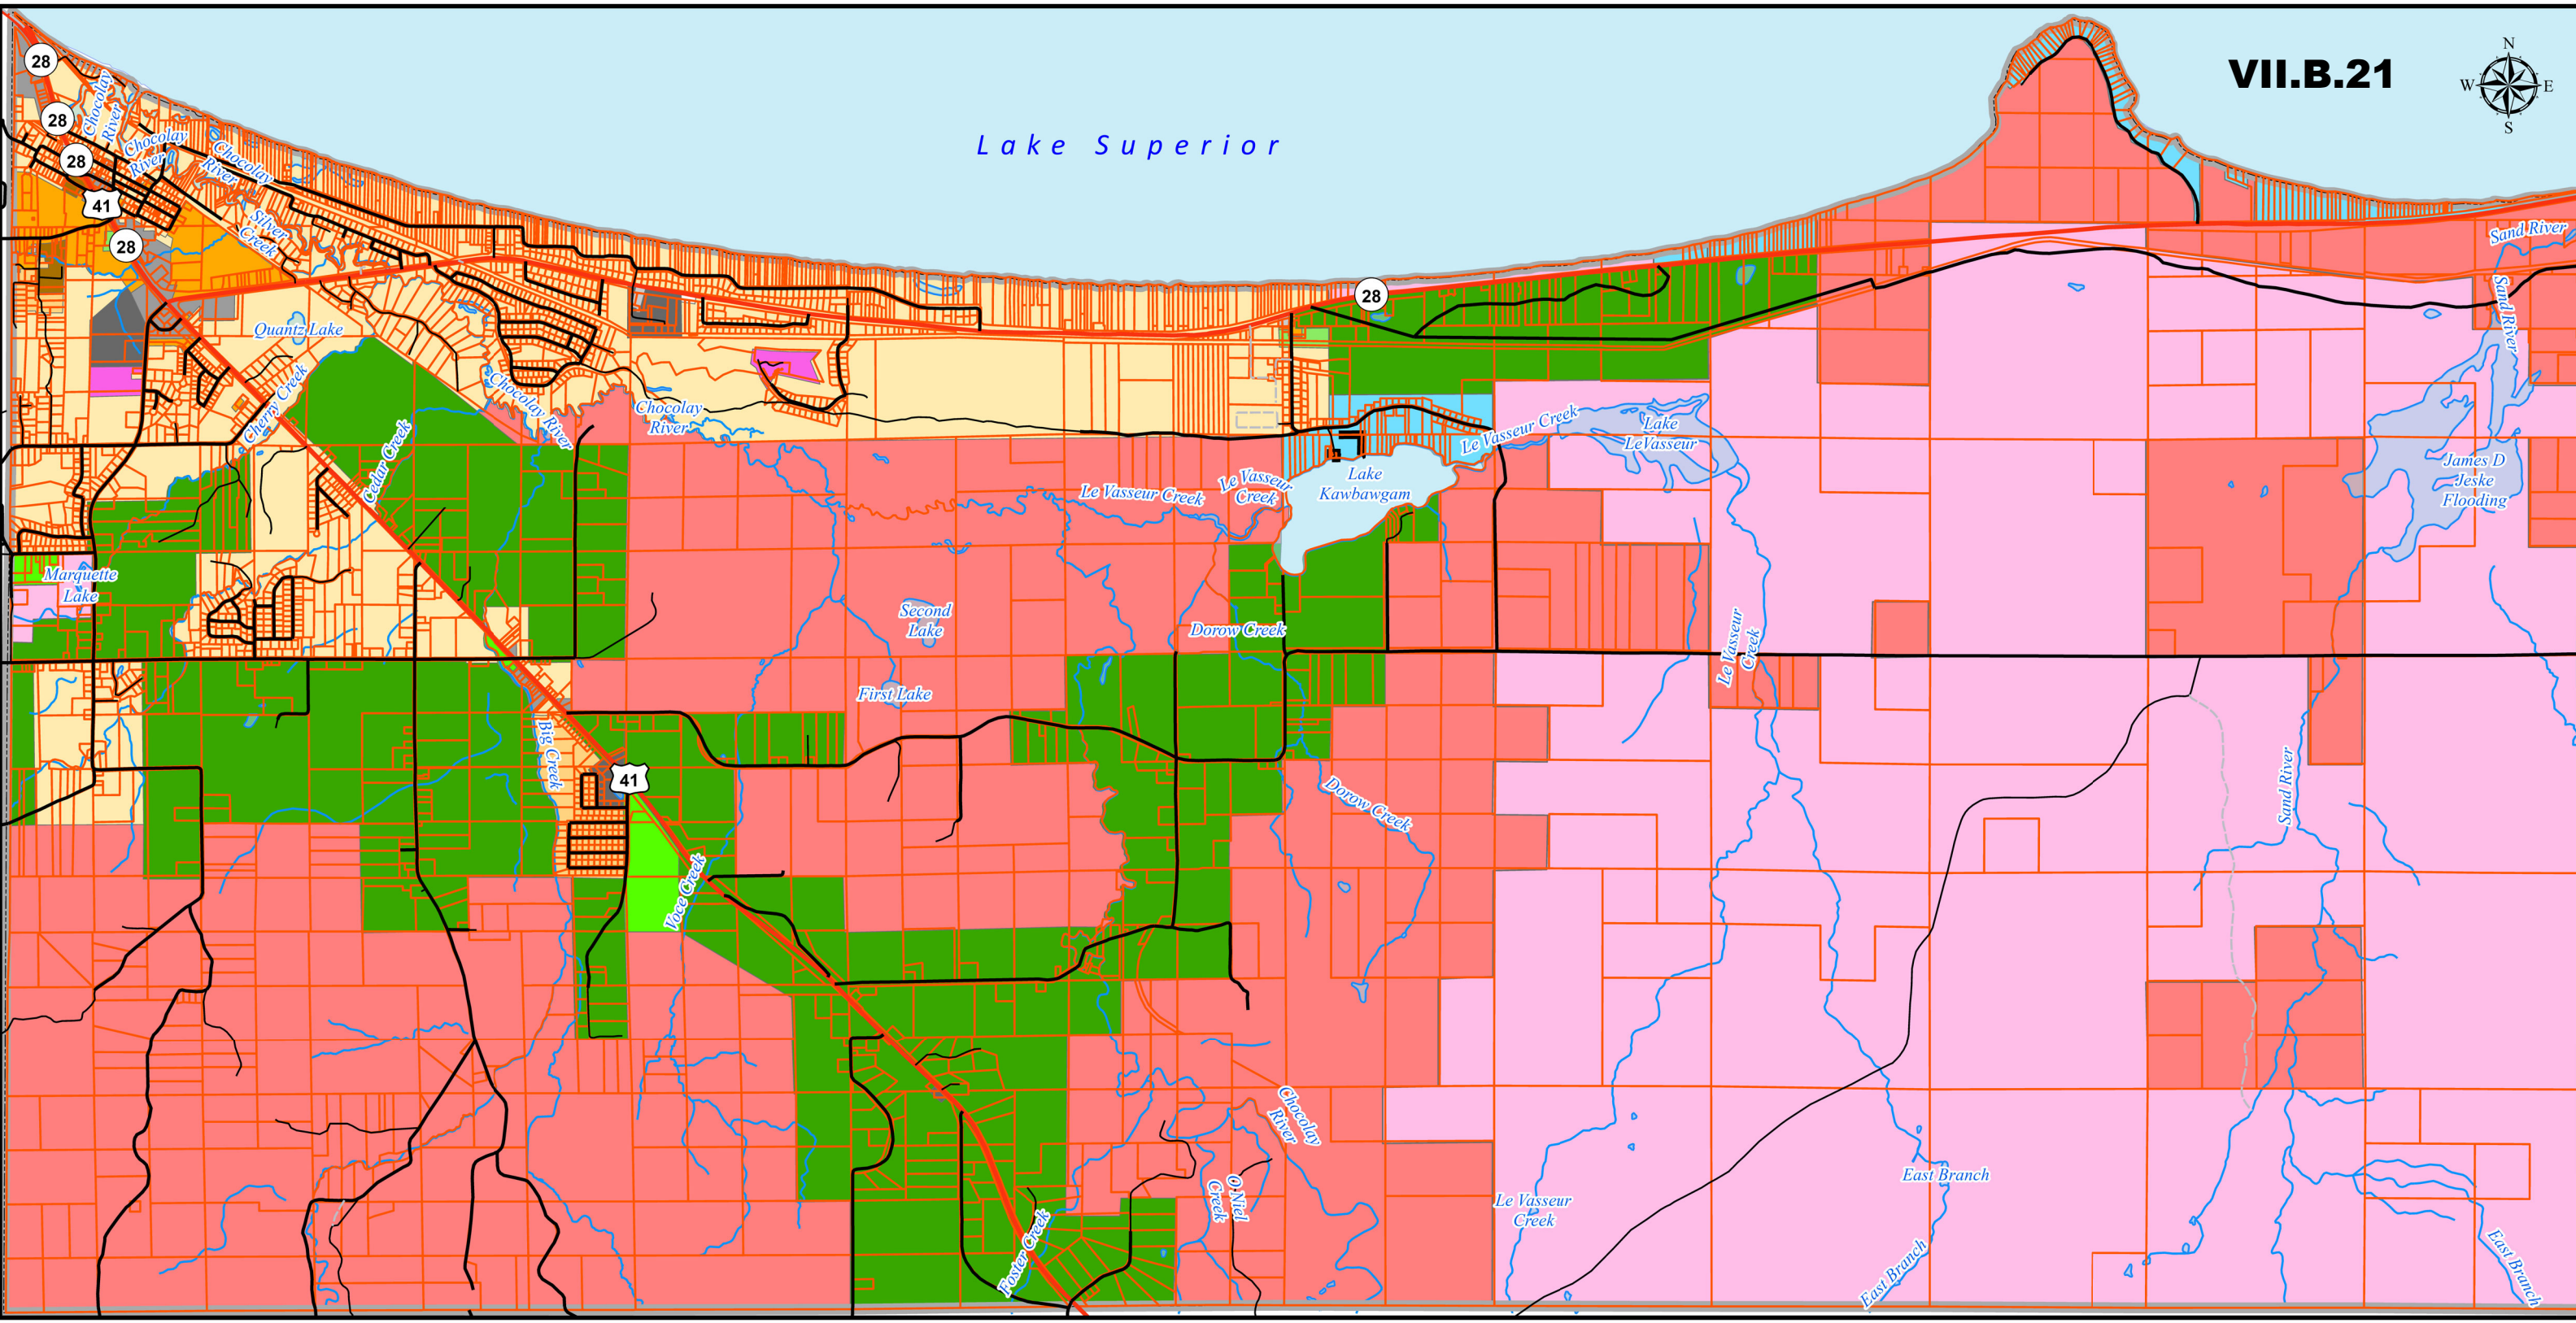 VII.B.21
N
W
E
S
28
28
28
41
28
28
41
Lake Superior
Chocolay
River
Chocolay
River
Chocolay
River
Silver
Creek
Quantz Lake
Cherry Creek
Cedar Creek
Chocolay River
Chocolay
River
Le Vasseur Creek
Le Vasseur
Creek
Lake
Kawbawgam
Le Vasseur Creek
Lake
LeVasseur
Sand River
Sand River
James D
Jeske
Flooding
Marquette
Lake
Second
Lake
First Lake
Dorow Creek
Le Vasseur
Creek
Big Creek
Dorow Creek
Sand River
Voce Creek
Chocolay
River
O Niel
Creek
Foster Creek
Le Vasseur
Creek
East Branch
East Branch
East Branch